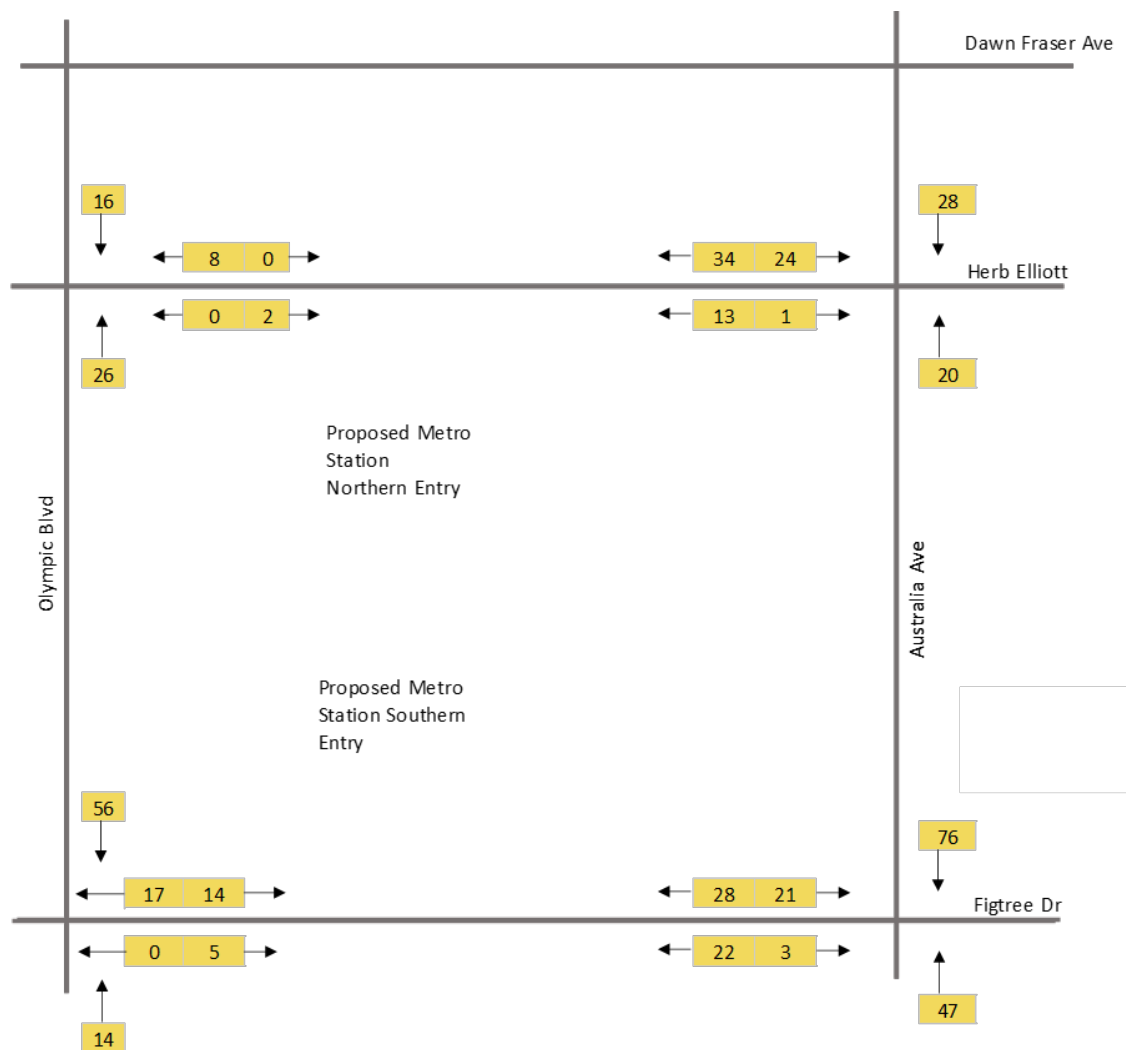 Dawn Fraser Ave
16
28
8 0
34 24
Herb Elliott
0 2
13 1
26
20
Proposed Metro
Station
Northern Entry
Olympic Blvd
Australia Ave
Proposed Metro
Station Southern
Entry
56
76
17 14
28 21
Figtree Dr
0 5
22 3
14
47